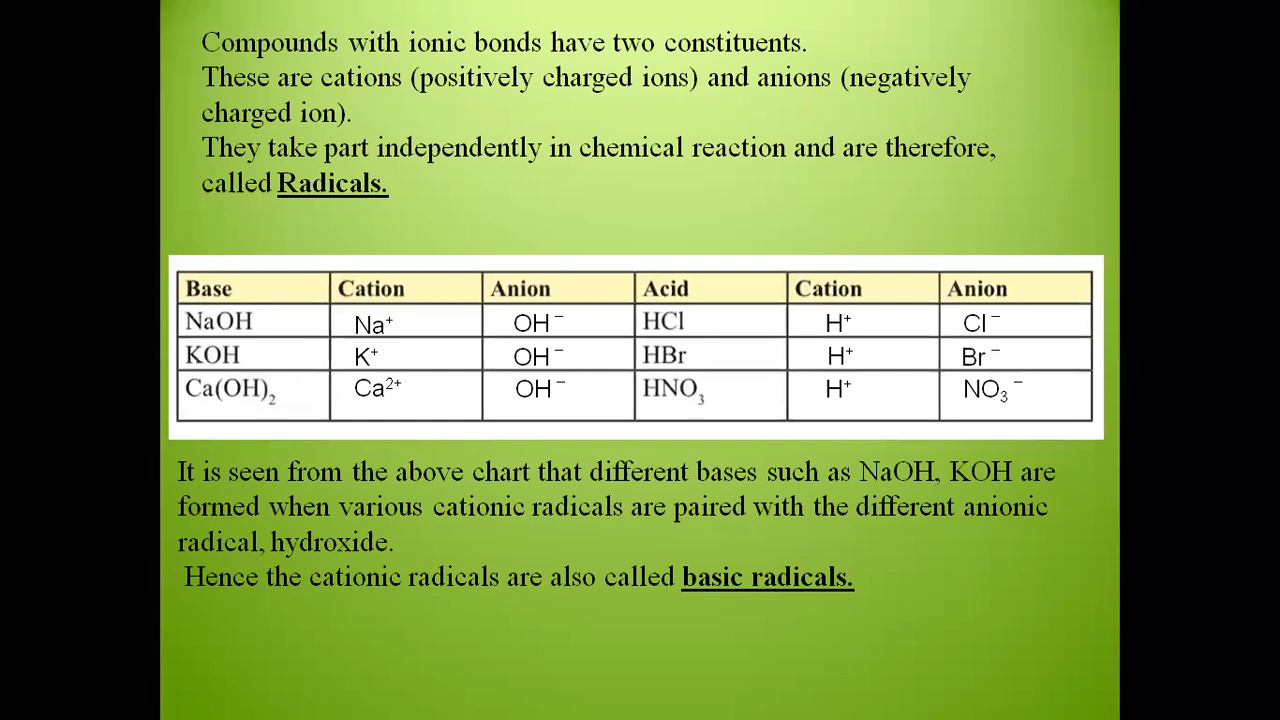 Compounds with ionic bonds have two constituents.
These are cations (positively charged ions) and anions (negatively
charged ion).
They take part independently in chemical reaction and are therefore,
called Radicals.
Base Cation Anion Acid Cation Anion
NaOH Na⁺ OH⁻ HCl H⁺ Cl⁻
KOH K⁺ OH⁻ HBr H⁺ Br⁻
Ca(OH)₂ Ca²⁺ OH⁻ HNO₃ H⁺ NO₃⁻
It is seen from the above chart that different bases such as NaOH, KOH are
formed when various cationic radicals are paired with the different anionic
radical, hydroxide.
Hence the cationic radicals are also called basic radicals.